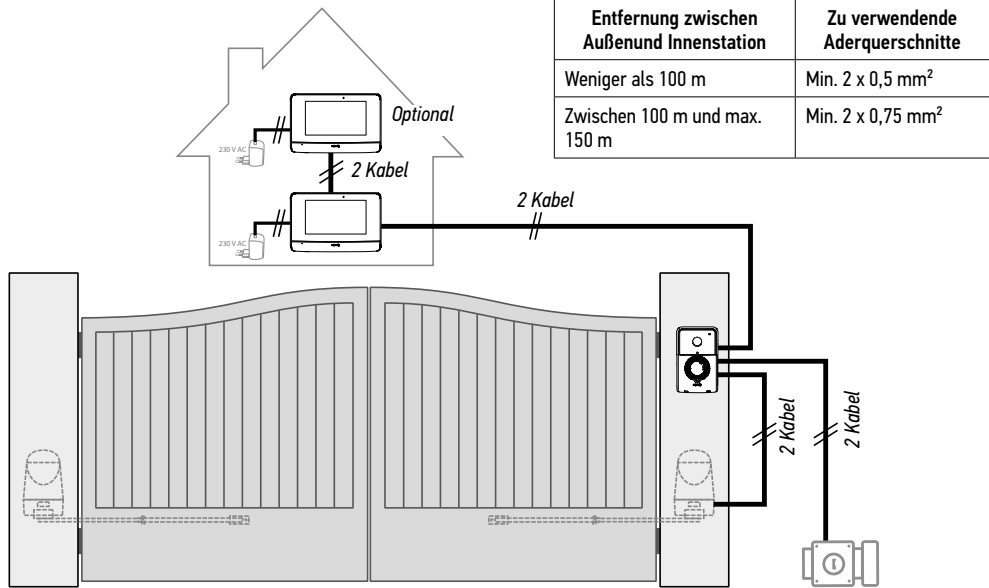 Entfernung zwischen
Außenund Innenstation
Zu verwendende
Aderquerschnitte
Weniger als 100 m
Min. 2 x 0,5 mm²
Zwischen 100 m und max.
150 m
Min. 2 x 0,75 mm²
Optional
230 V AC
2 Kabel
2 Kabel
230 V AC
2 Kabel
2 Kabel